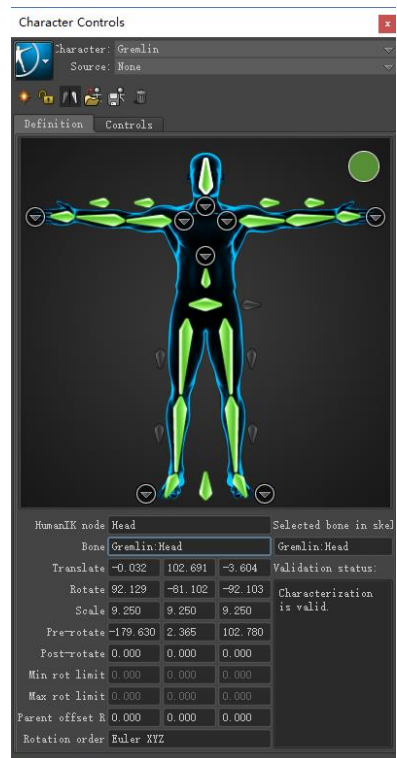 Character Controls
x
Character: Gremlin
Source: None
Definition Controls
HumanIK node Head Selected bone in skel
Bone Gremlin:Head Gremlin:Head
Translate -0.032 102.691 -3.604 Validation status:
Rotate 92.129 -81.102 -92.103 Characterization
Scale 9.250 9.250 9.250 is valid.
Pre-rotate -179.630 2.365 102.780
Post-rotate 0.000 0.000 0.000
Min rot limit 0.000 0.000 0.000
Max rot limit 0.000 0.000 0.000
Parent offset R 0.000 0.000 0.000
Rotation order Euler XYZ